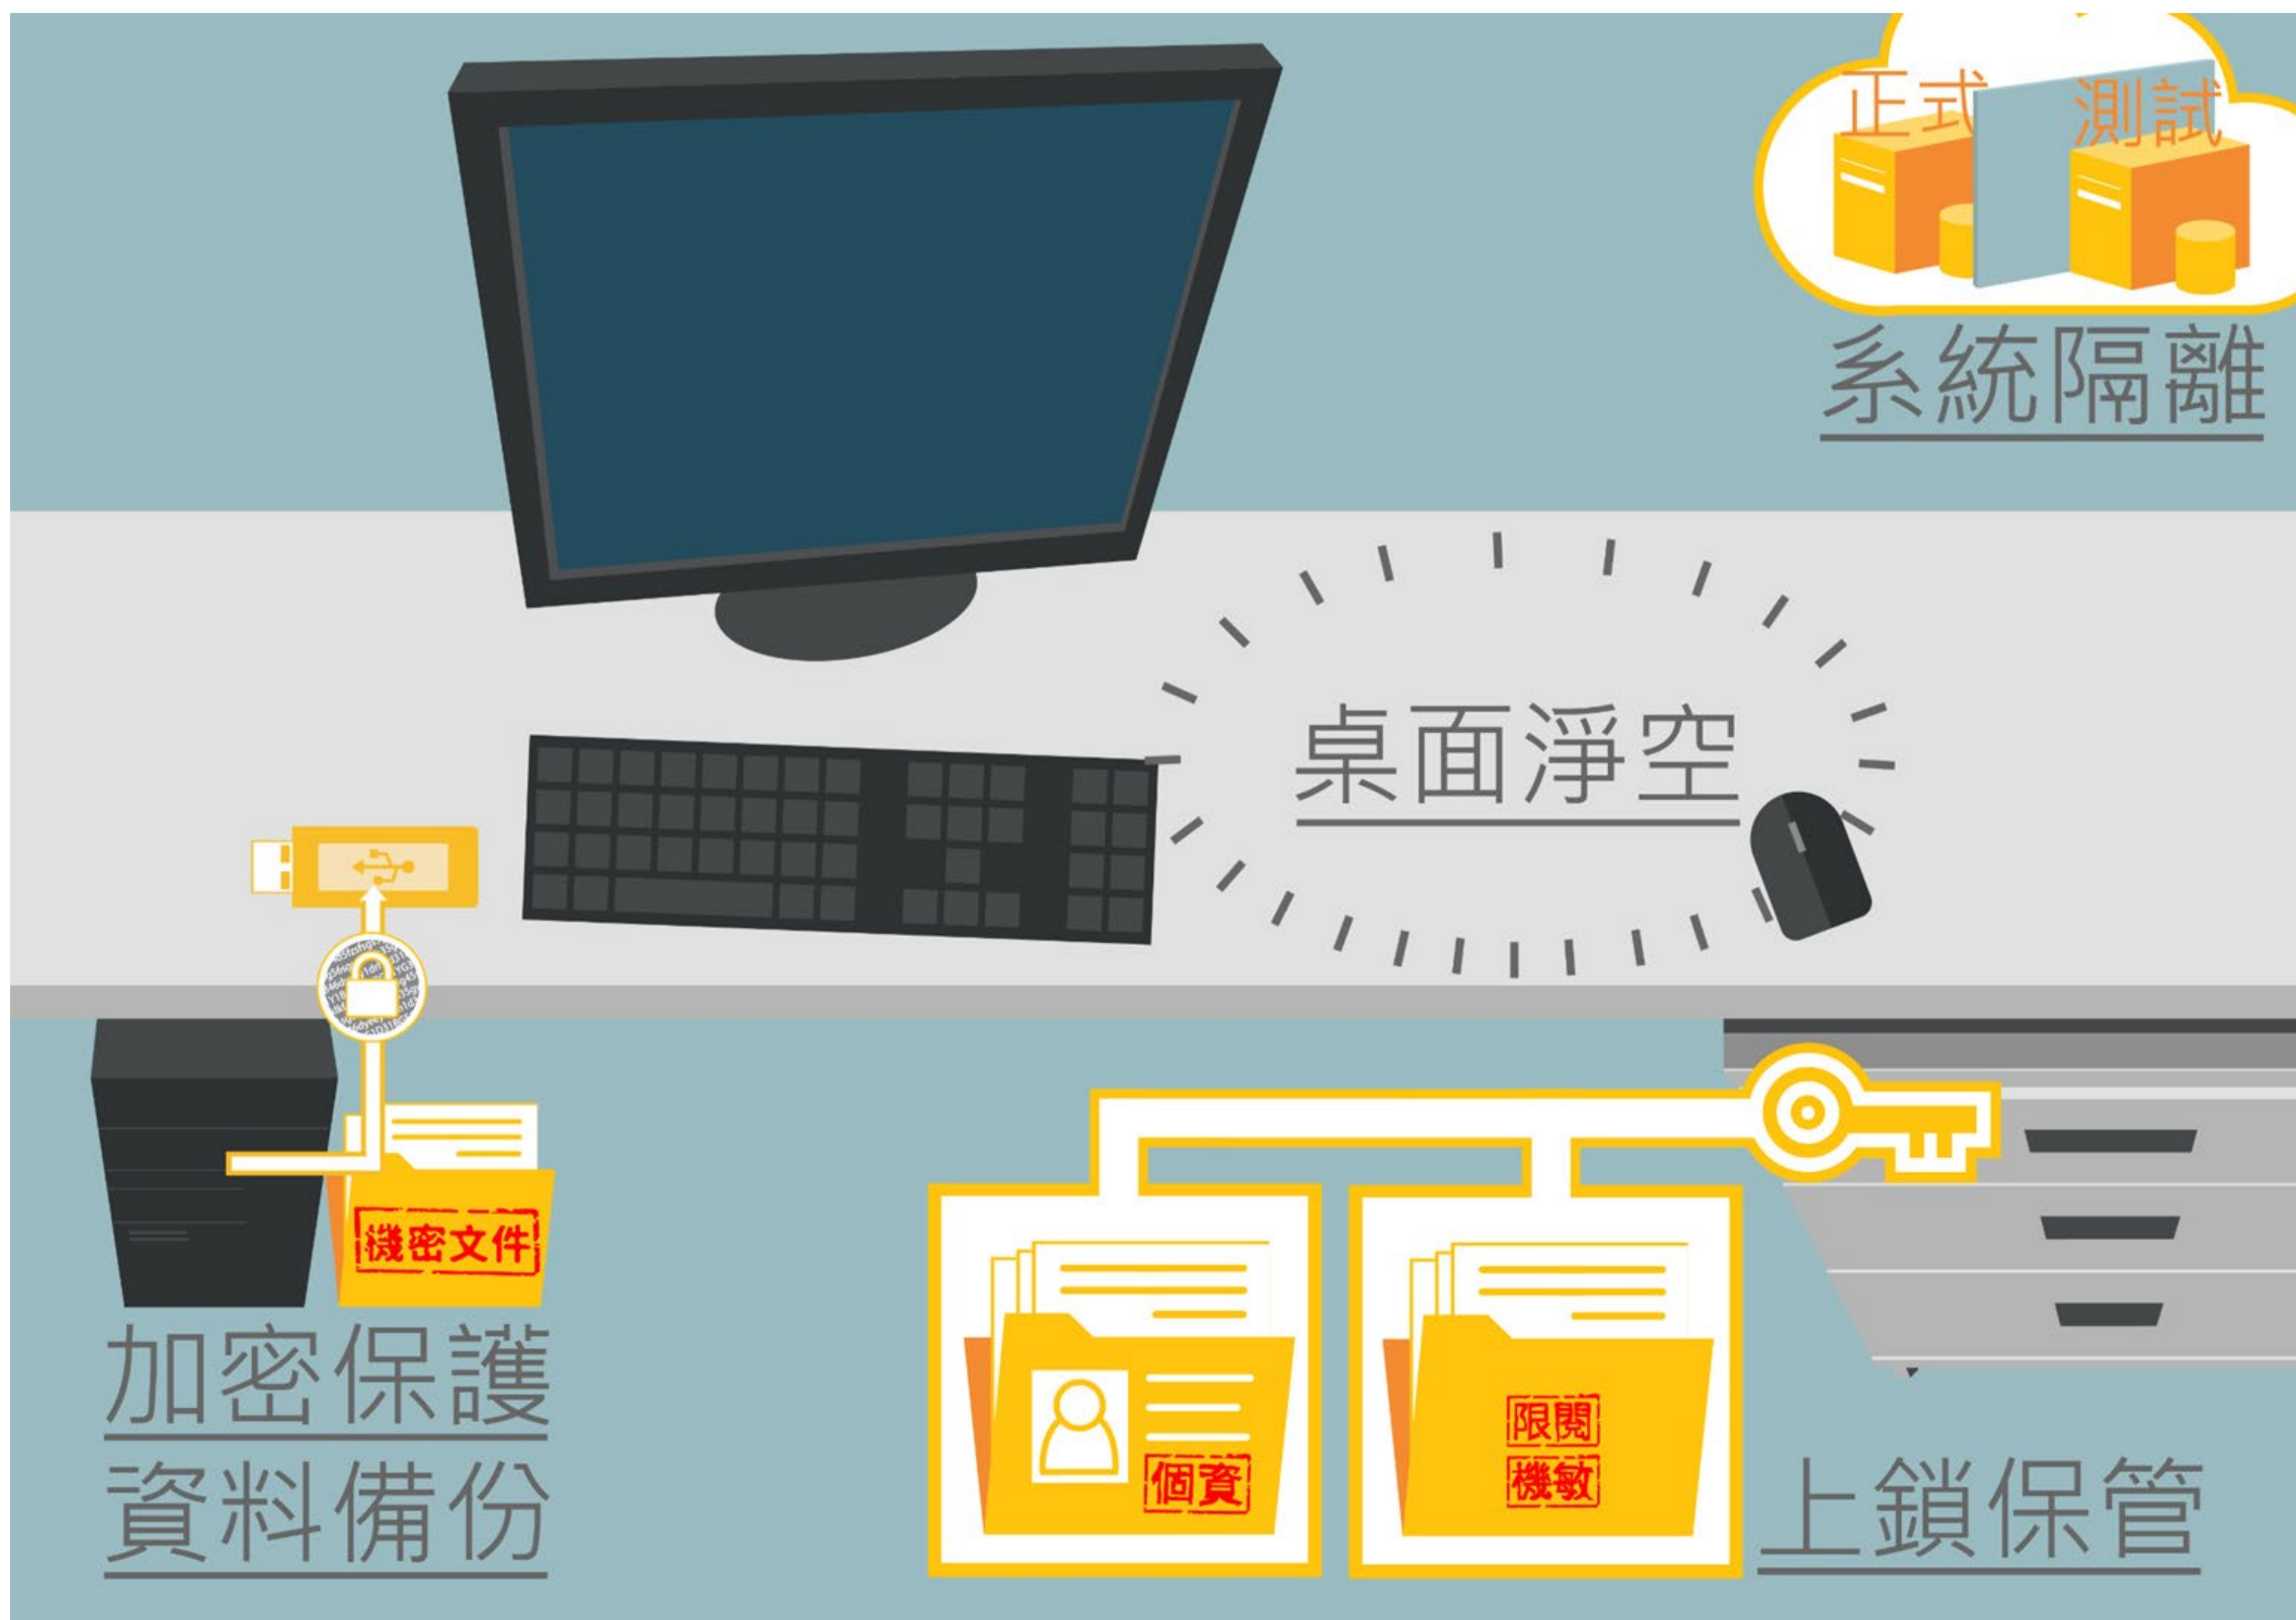 正式 測試
系統隔離
桌面淨空
機密文件
加密保護
資料備份
個資
限閱
機敏
上鎖保管